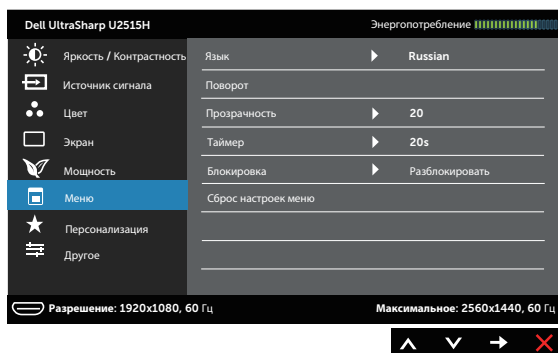 Dell UltraSharp U2515H Энергопотребление
Яркость / Контрастность Язык Russian
Источник сигнала Поворот
Цвет Прозрачность 20
Экран Таймер 20s
Мощность Блокировка Разблокировать
Меню Сброс настроек меню
Персонализация
Другое
Разрешение: 1920x1080, 60 Гц Максимальное: 2560x1440, 60 Гц